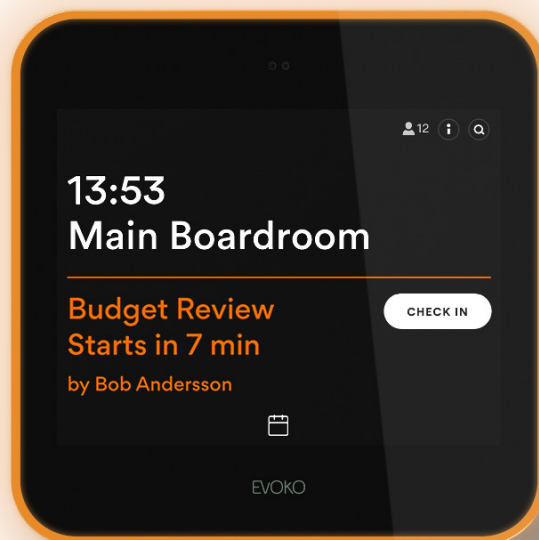 12
13:53
Main Boardroom
Budget Review
Starts in 7 min
CHECK IN
by Bob Andersson
EVOKO